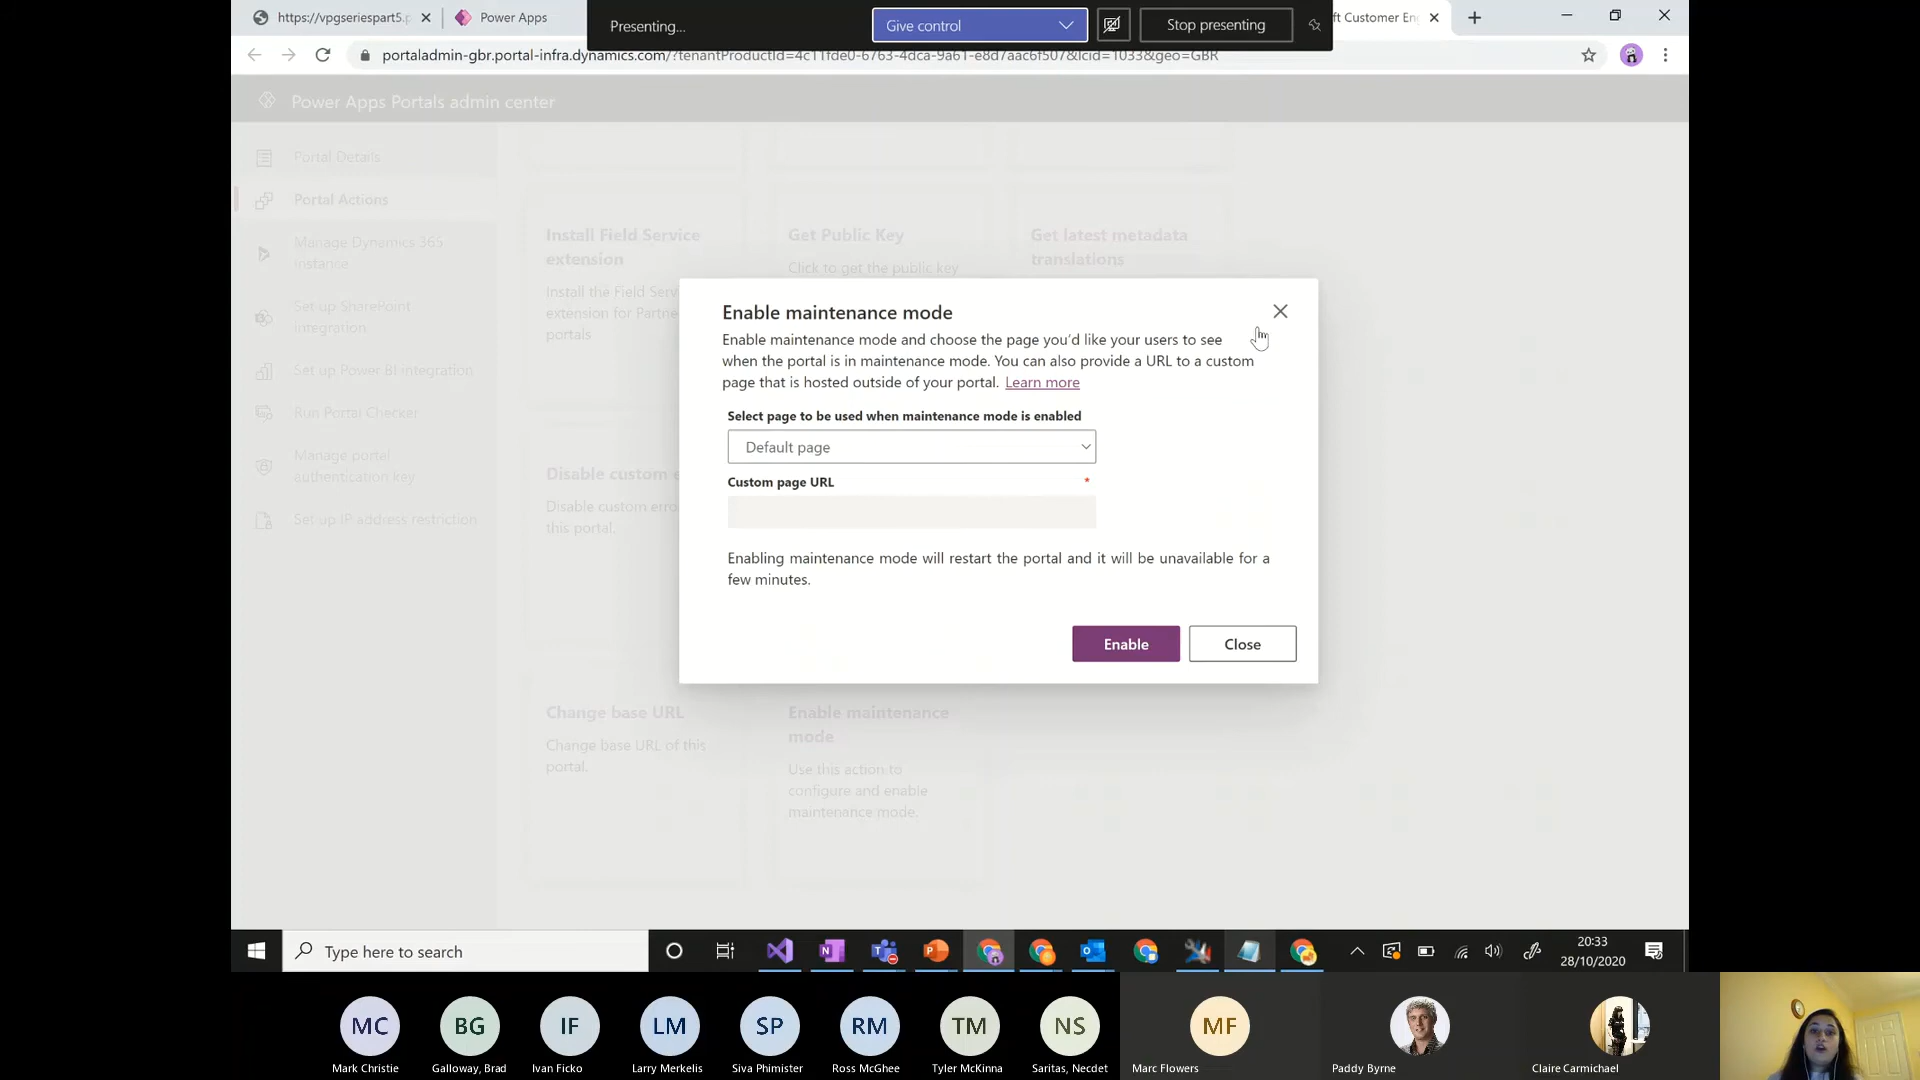 https://vpgseriespart5.p
Power Apps
Presenting...
Give control
Stop presenting
ft Customer En
portaladmin-gbr.portal-infra.dynamics.com/?tenantProductId=4c11fde0-6763-4dca-9a61-e8d7aac6f507&lcid=1033&geo=GBR
Power Apps Portals admin center
Portal Details
Portal Actions
Manage Dynamics 365
instance
Set up SharePoint
integration
Set up Power BI integration
Run Portal Checker
Manage portal
authentication key
Set up IP address restriction
Install Field Service
extension
Install the Field Serv
extension for Partne
portals
Get Public Key
Click to get the public key
Get latest metadata
translations
Disable custom e
Disable custom erro
this portal.
Change base URL
Change base URL of this
portal.
Enable maintenance
mode
Use this action to
configure and enable
maintenance mode.
Enable maintenance mode
Enable maintenance mode and choose the page you'd like your users to see
when the portal is in maintenance mode. You can also provide a URL to a custom
page that is hosted outside of your portal. Learn more
Select page to be used when maintenance mode is enabled
Default page
Custom page URL *
Enabling maintenance mode will restart the portal and it will be unavailable for a
few minutes.
Enable
Close
Type here to search
20:33
28/10/2020
MC
BG
IF
LM
SP
RM
TM
NS
MF
Mark Christie
Galloway, Brad
Ivan Ficko
Larry Merkelis
Siva Phimister
Ross McGhee
Tyler McKinna
Saritas, Necdet
Marc Flowers
Paddy Byrne
Claire Carmichael